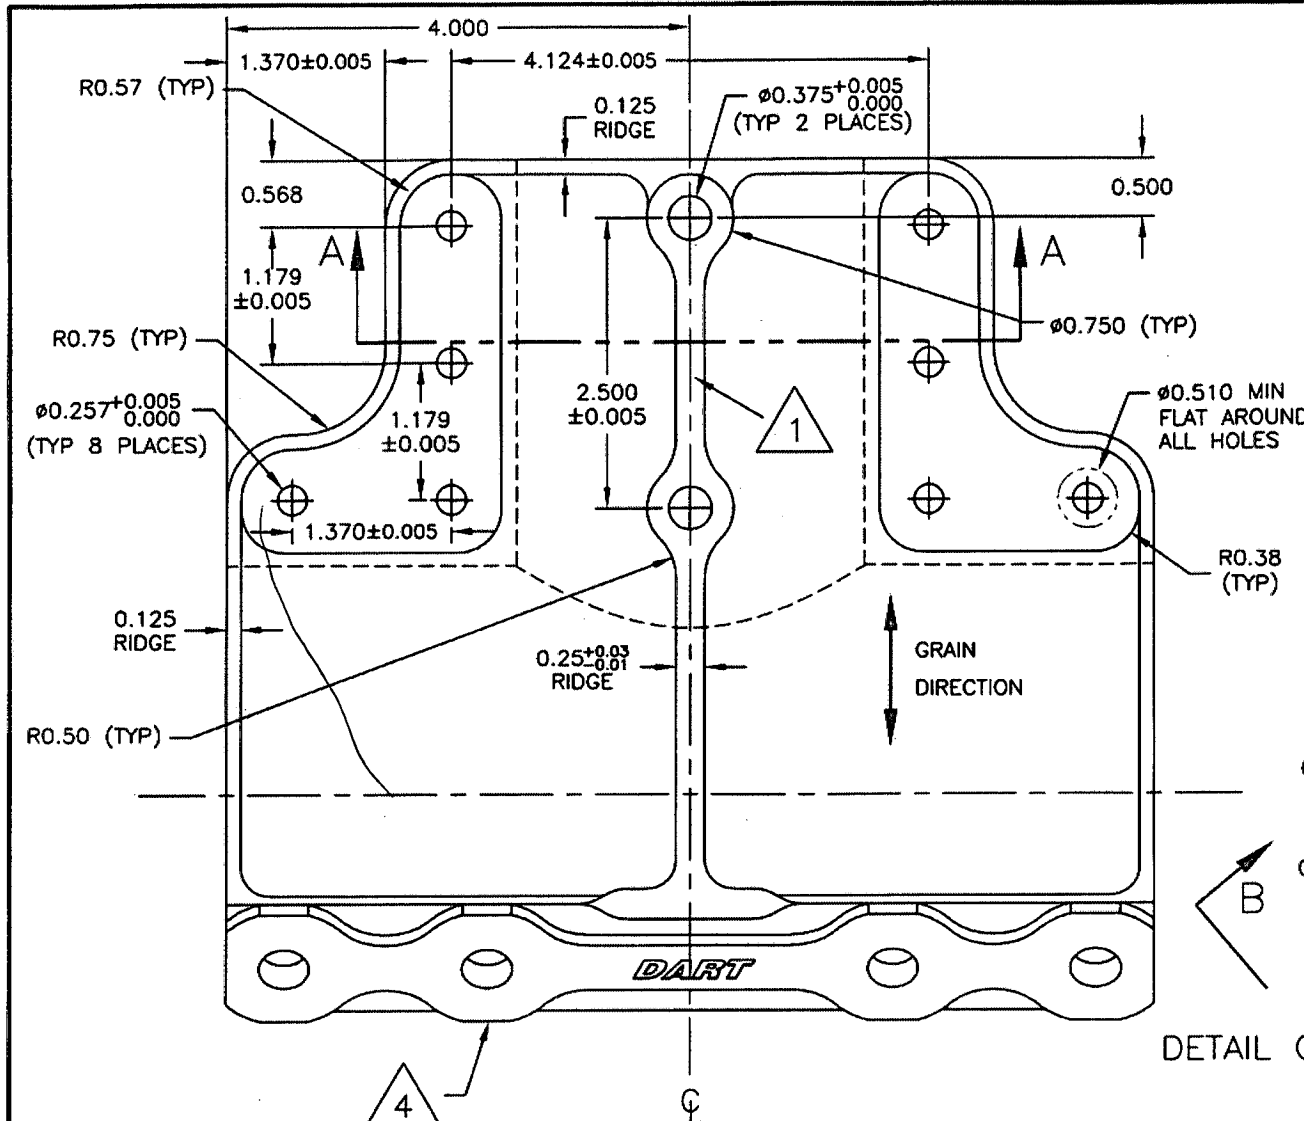 4.000
1.370±0.005
4.124±0.005
R0.57 (TYP)
0.125
RIDGE
ø0.375+0.005
0.000
(TYP 2 PLACES)
0.568
0.500
A
A
1.179
±0.005
ø0.750 (TYP)
R0.75 (TYP)
2.500
±0.005
1
ø0.257+0.005
0.000
(TYP 8 PLACES)
1.179
±0.005
ø0.510 MIN
FLAT AROUND
ALL HOLES
1.370±0.005
R0.38
(TYP)
0.125
RIDGE
0.25+0.03
-0.01
RIDGE
GRAIN
DIRECTION
R0.50 (TYP)
B
DART
DETAIL
4